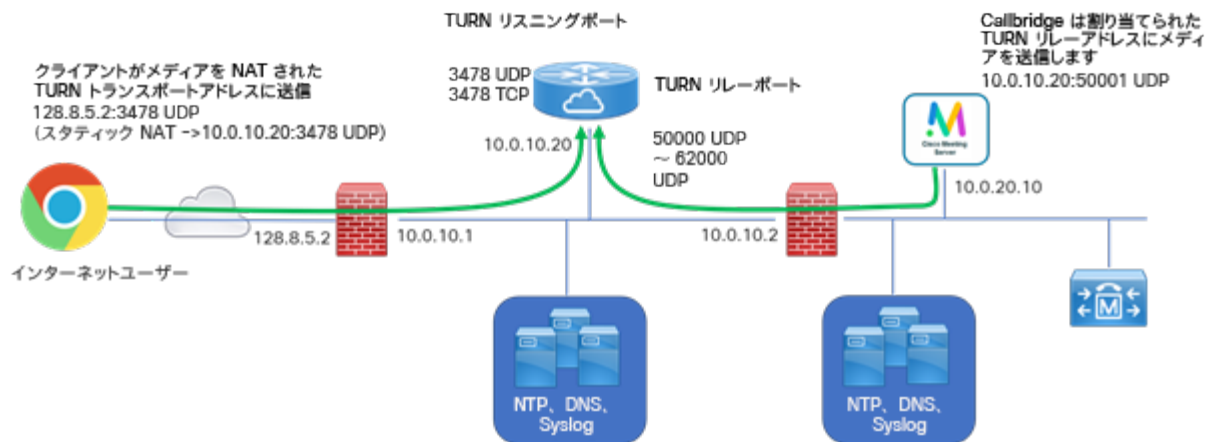 TURN リスニングポート
Callbridge は割り当てられた
TURN リレーアドレスにメディ
アを送信します
10.0.10.20:50001 UDP
クライアントがメディアを NAT された
TURN トランスポートアドレスに送信
128.8.5.2:3478 UDP
(スタティック NAT ->10.0.10.20:3478 UDP)
3478 UDP
3478 TCP
TURN リレーポート
10.0.10.20
50000 UDP
～ 62000
UDP
Cisco Meeting
Server
10.0.20.10
128.8.5.2
10.0.10.1
10.0.10.2
インターネットユーザー
M
NTP、DNS、
Syslog
NTP、DNS、
Syslog